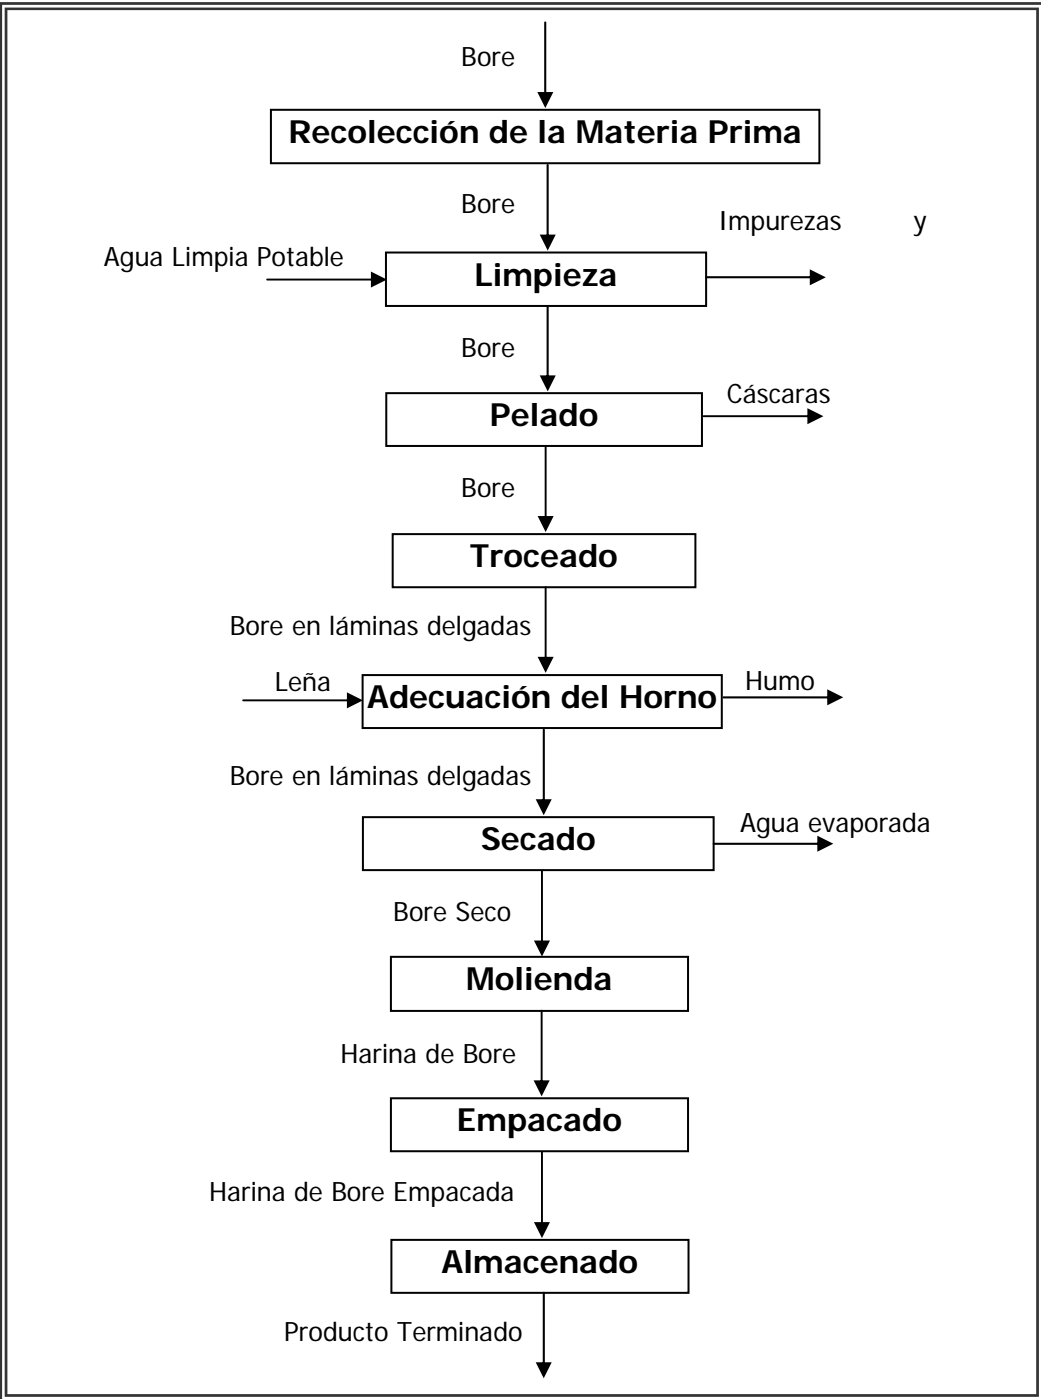 Bore
Recolección de la Materia Prima
Bore
Impurezas y
Agua Limpia Potable
Limpieza
Bore
Cáscaras
Pelado
Bore
Troceado
Bore en láminas delgadas
Leña
Humo
Adecuación del Horno
Bore en láminas delgadas
Agua evaporada
Secado
Bore Seco
Molienda
Harina de Bore
Empacado
Harina de Bore Empacada
Almacenado
Producto Terminado